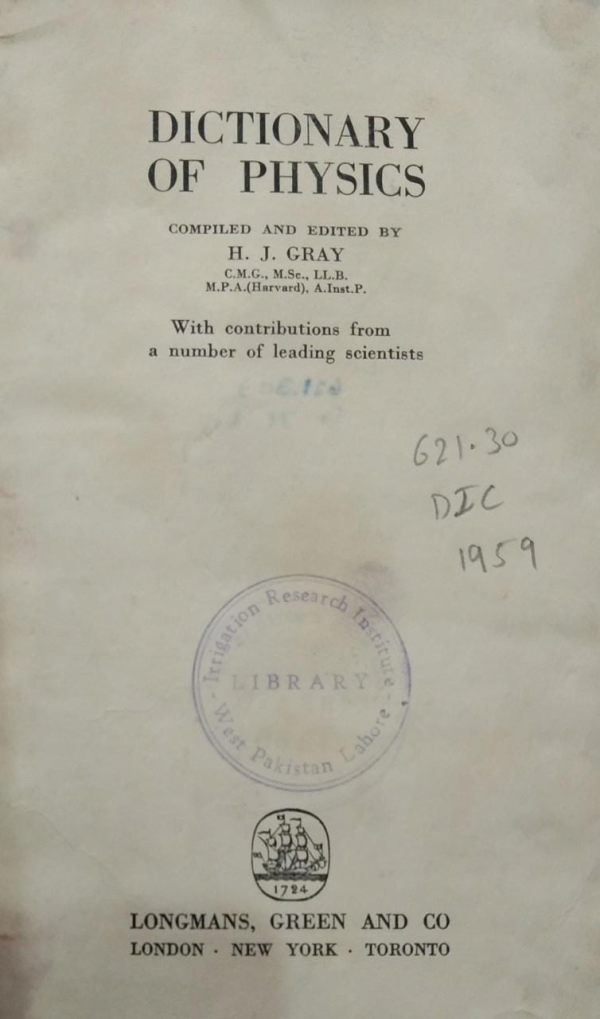 DICTIONARY
OF PHYSICS
COMPILED AND EDITED BY
H. J. GRAY
C.M.G., M.Sc., LL.B.
M.P.A.(Harvard), A.Inst.P.
With contributions from
a number of leading scientists
621.30
DIC
1959
Irrigation Research Institute
LIBRARY
West Pakistan Lahore
1724
LONGMANS, GREEN AND CO
LONDON · NEW YORK · TORONTO